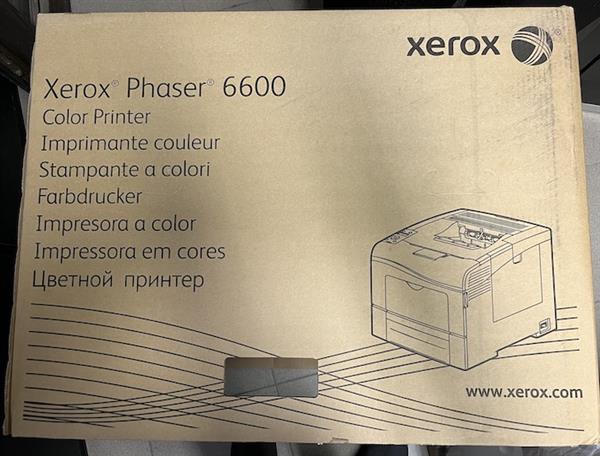 xerox
Xerox® Phaser® 6600
Color Printer
Imprimante couleur
Stampante a colori
Farbdrucker
Impresora a color
Impressora em cores
Цветной принтер
www.xerox.com